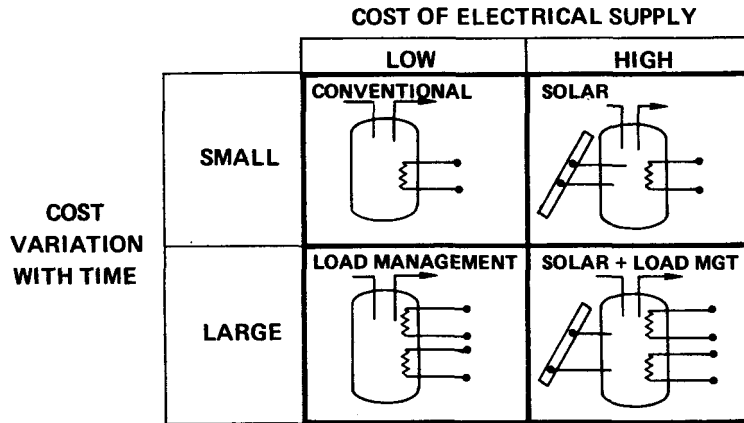 COST OF ELECTRICAL SUPPLY
LOW
HIGH
CONVENTIONAL
SOLAR
SMALL
COST
VARIATION
WITH TIME
LOAD MANAGEMENT
SOLAR + LOAD MGT
LARGE